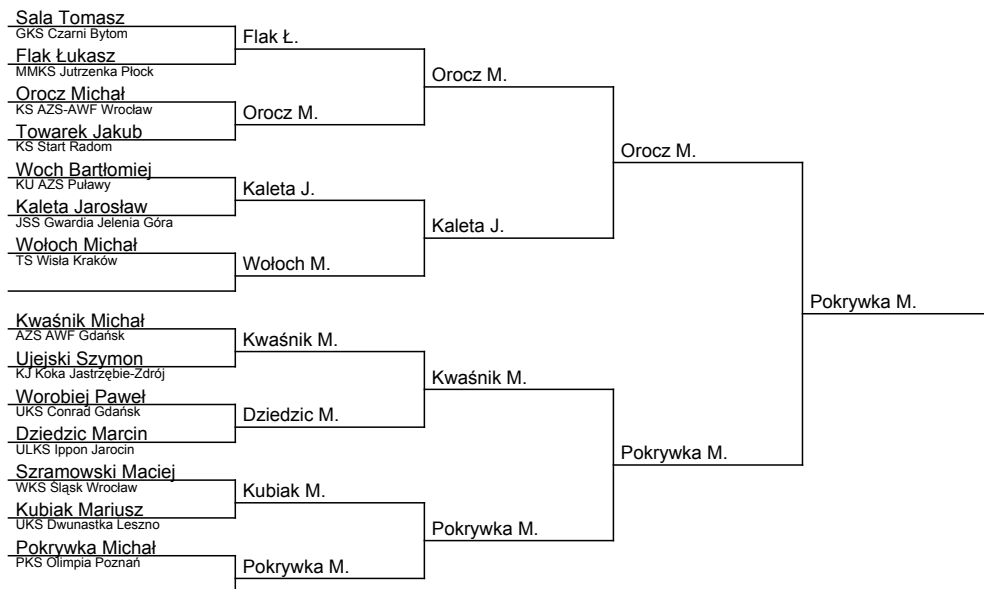 Sala Tomasz
GKS Czarni Bytom
Flak Ł.
Flak Łukasz
MMKS Jutrzenka Płock
Orocz M.
Orocz Michał
KS AZS-AWF Wrocław
Orocz M.
Towarek Jakub
KS Start Radom
Orocz M.
Woch Bartłomiej
KU AZS Puławy
Kaleta J.
Kaleta Jarosław
JSS Gwardia Jelenia Góra
Kaleta J.
Wołoch Michał
TS Wisła Kraków
Wołoch M.
Pokrywka M.
Kwaśnik Michał
AZS AWF Gdańsk
Kwaśnik M.
Ujejski Szymon
KJ Koka Jastrzębie-Zdrój
Kwaśnik M.
Worobiej Paweł
UKS Conrad Gdańsk
Dziedzic M.
Dziedzic Marcin
ULKS Ippon Jarocin
Pokrywka M.
Szramowski Maciej
WKS Śląsk Wrocław
Kubiak M.
Kubiak Mariusz
UKS Dwunastka Leszno
Pokrywka M.
Pokrywka Michał
PKS Olimpia Poznań
Pokrywka M.